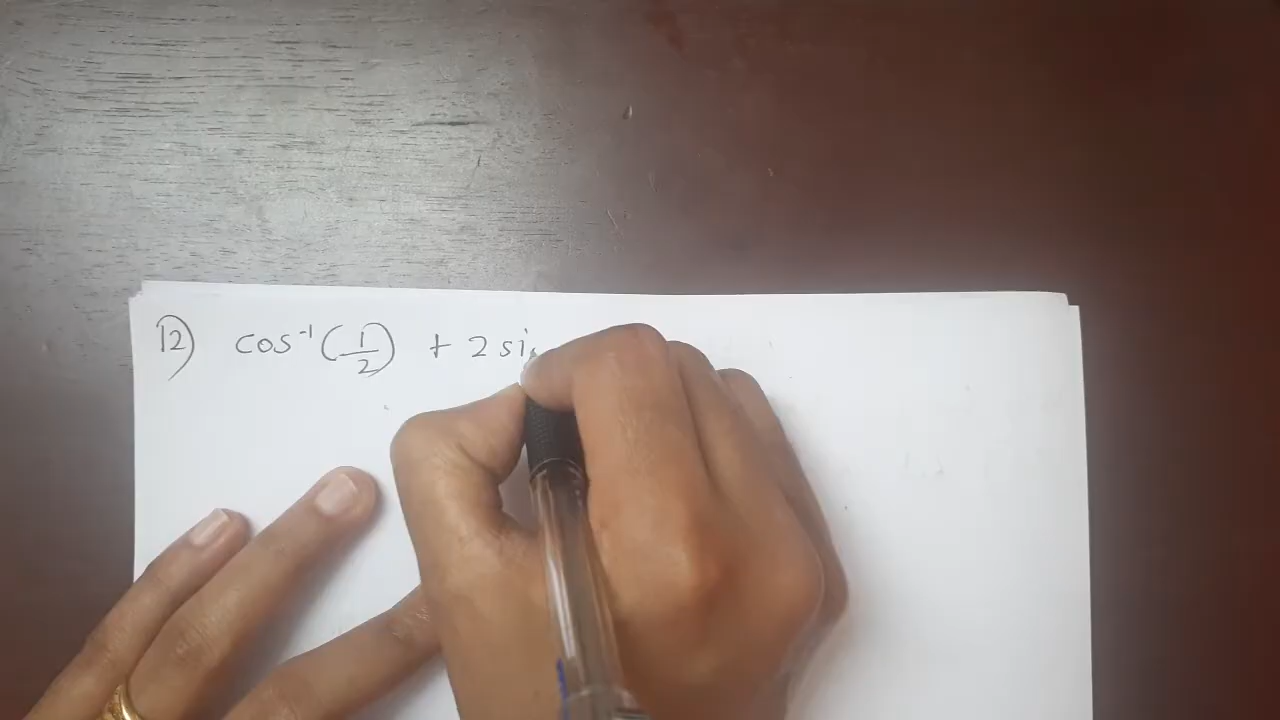 12) cos⁻¹(1/2) + 2 si